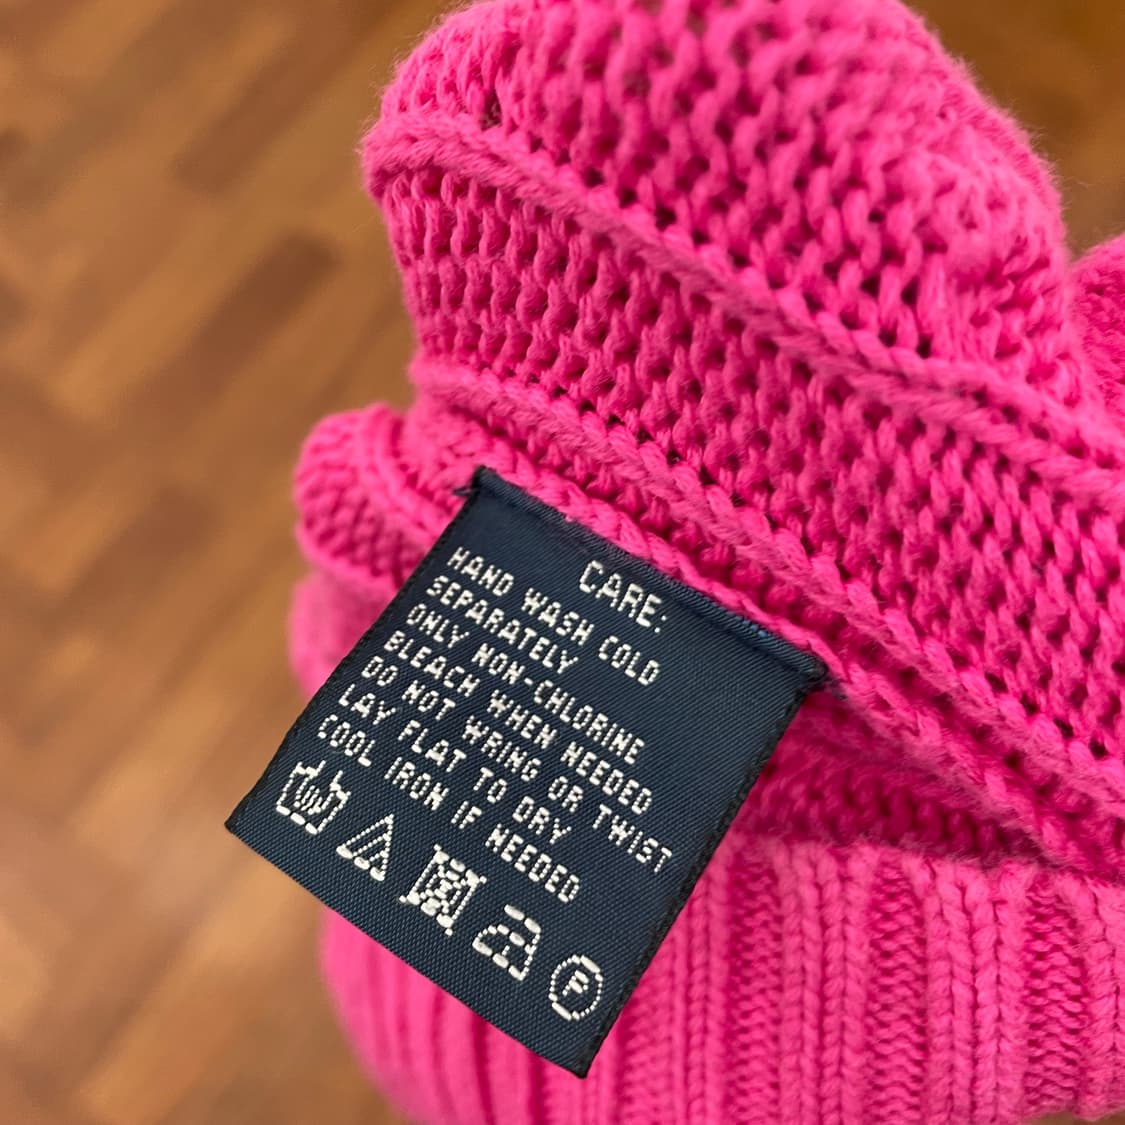 CARE:
HAND WASH COLD
SEPARATELY
ONLY NON-CHLORINE
BLEACH WHEN NEEDED
DO NOT WRING OR TWIST
LAY FLAT TO DRY
COOL IRON IF NEEDED
F